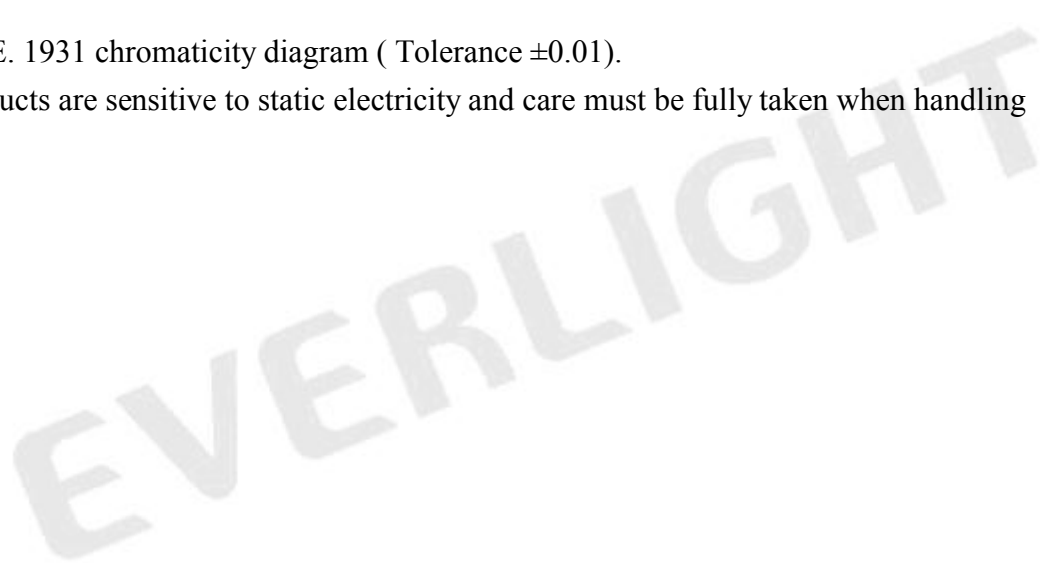 E. 1931 chromaticity diagram ( Tolerance ±0.01).
ucts are sensitive to static electricity and care must be fully taken when handling
EVERLIGHT